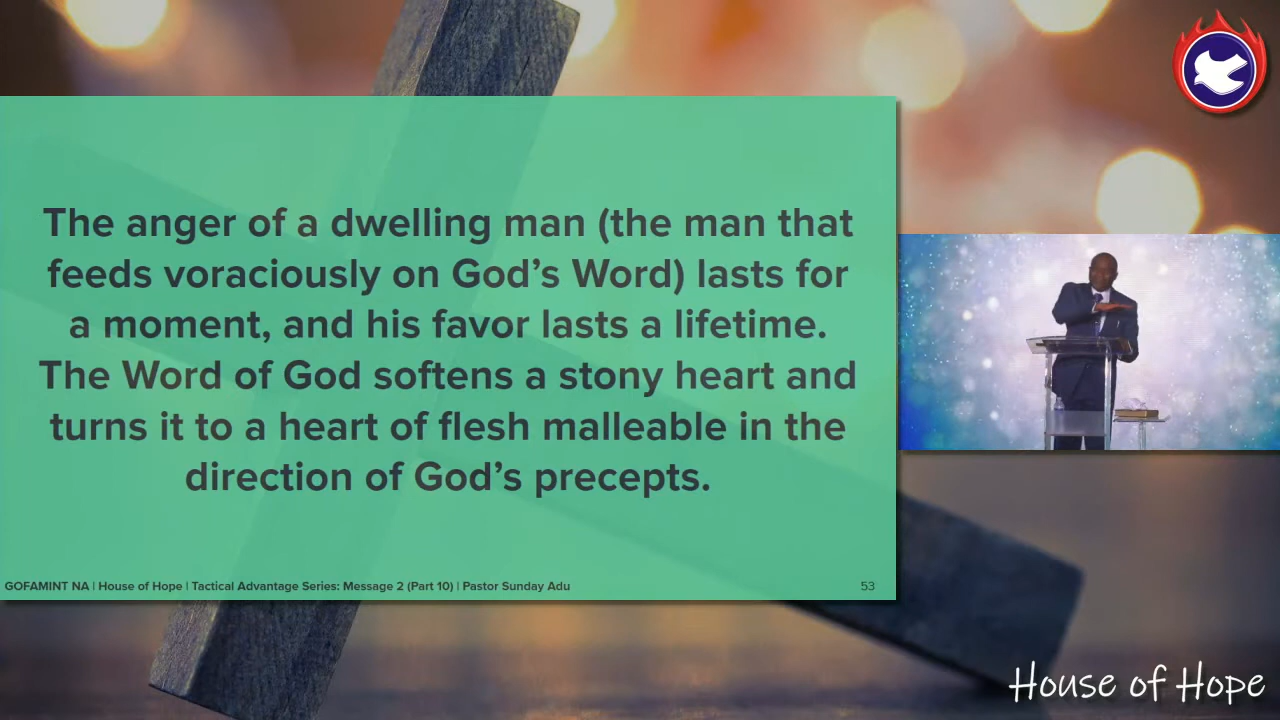 The anger of a dwelling man (the man that
feeds voraciously on God’s Word) lasts for
a moment, and his favor lasts a lifetime.
The Word of God softens a stony heart and
turns it to a heart of flesh malleable in the
direction of God’s precepts.
GOFAMINT NA | House of Hope | Tactical Advantage Series: Message 2 (Part 10) | Pastor Sunday Adu
53
House of Hope